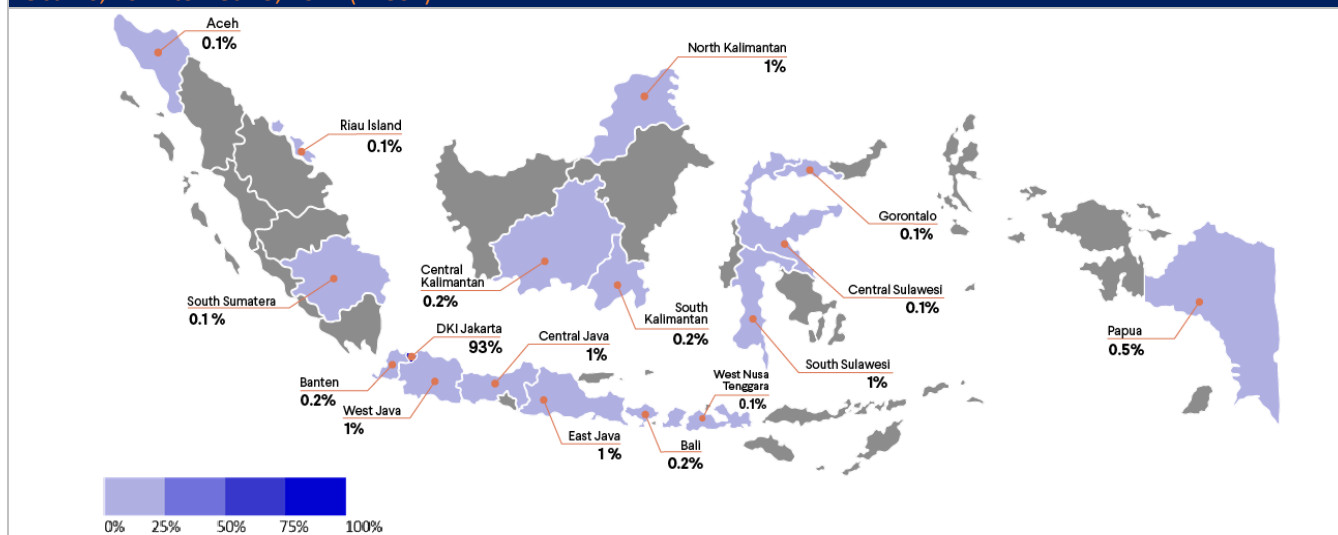 Aceh
0.1%
North Kalimantan
1%
Riau Island
0.1%
Gorontalo
0.1%
Central
Kalimantan
0.2%
Central Sulawesi
0.1%
South Sumatera
0.1 %
South
Kalimantan
0.2%
DKI Jakarta
93%
Central Java
1%
Papua
0.5%
South Sulawesi
1%
West Nusa
Tenggara
0.1%
Banten
0.2%
West Java
1%
East Java
1 %
Bali
0.2%
0% 25% 50% 75% 100%